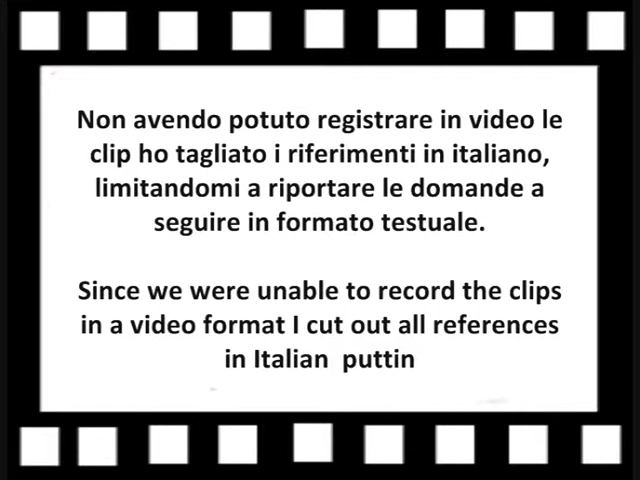 Non avendo potuto registrare in video le
clip ho tagliato i riferimenti in italiano,
limitandomi a riportare le domande a
seguire in formato testuale.
Since we were unable to record the clips
in a video format I cut out all references
in Italian  puttin